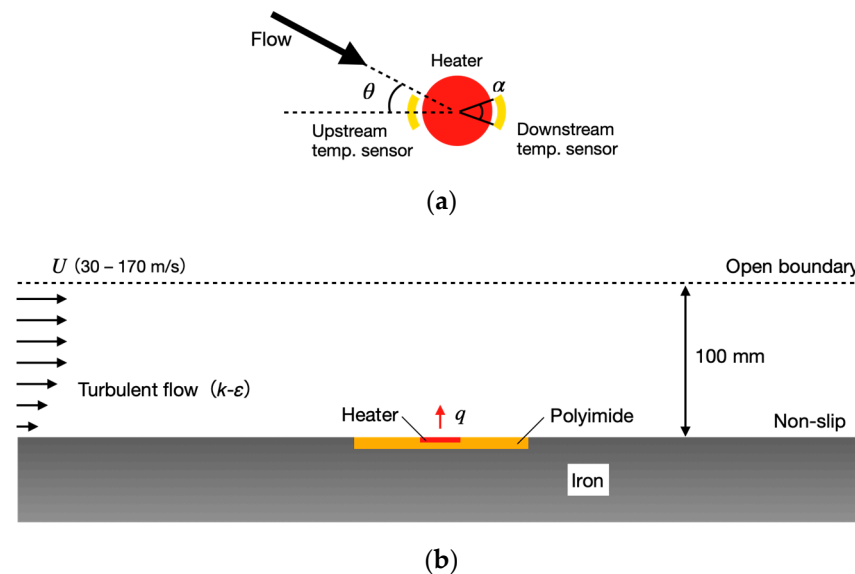 Flow
Heater
θ
α
Upstream
temp. sensor
Downstream
temp. sensor
(a)
U (30 – 170 m/s)
Open boundary
100 mm
Turbulent flow (k-ε)
Heater
q
Polyimide
Non-slip
Iron
(b)